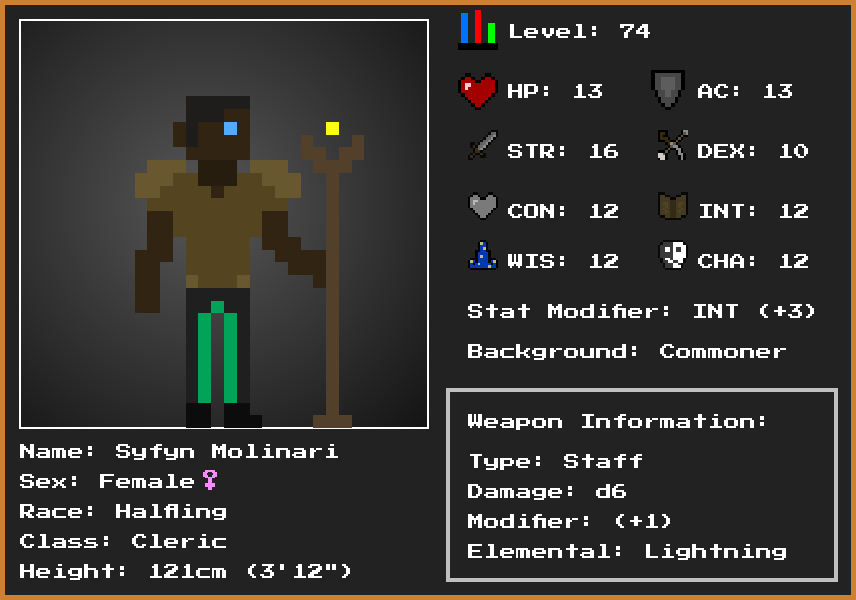 Level: 74
HP: 13 AC: 13
STR: 16 DEX: 10
CON: 12 INT: 12
WIS: 12 CHA: 12
Stat Modifier: INT (+3)
Background: Commoner
Weapon Information:
Type: Staff
Damage: d6
Modifier: (+1)
Elemental: Lightning
Name: Syfyn Molinari
Sex: Female♀
Race: Halfling
Class: Cleric
Height: 121cm (3'12")